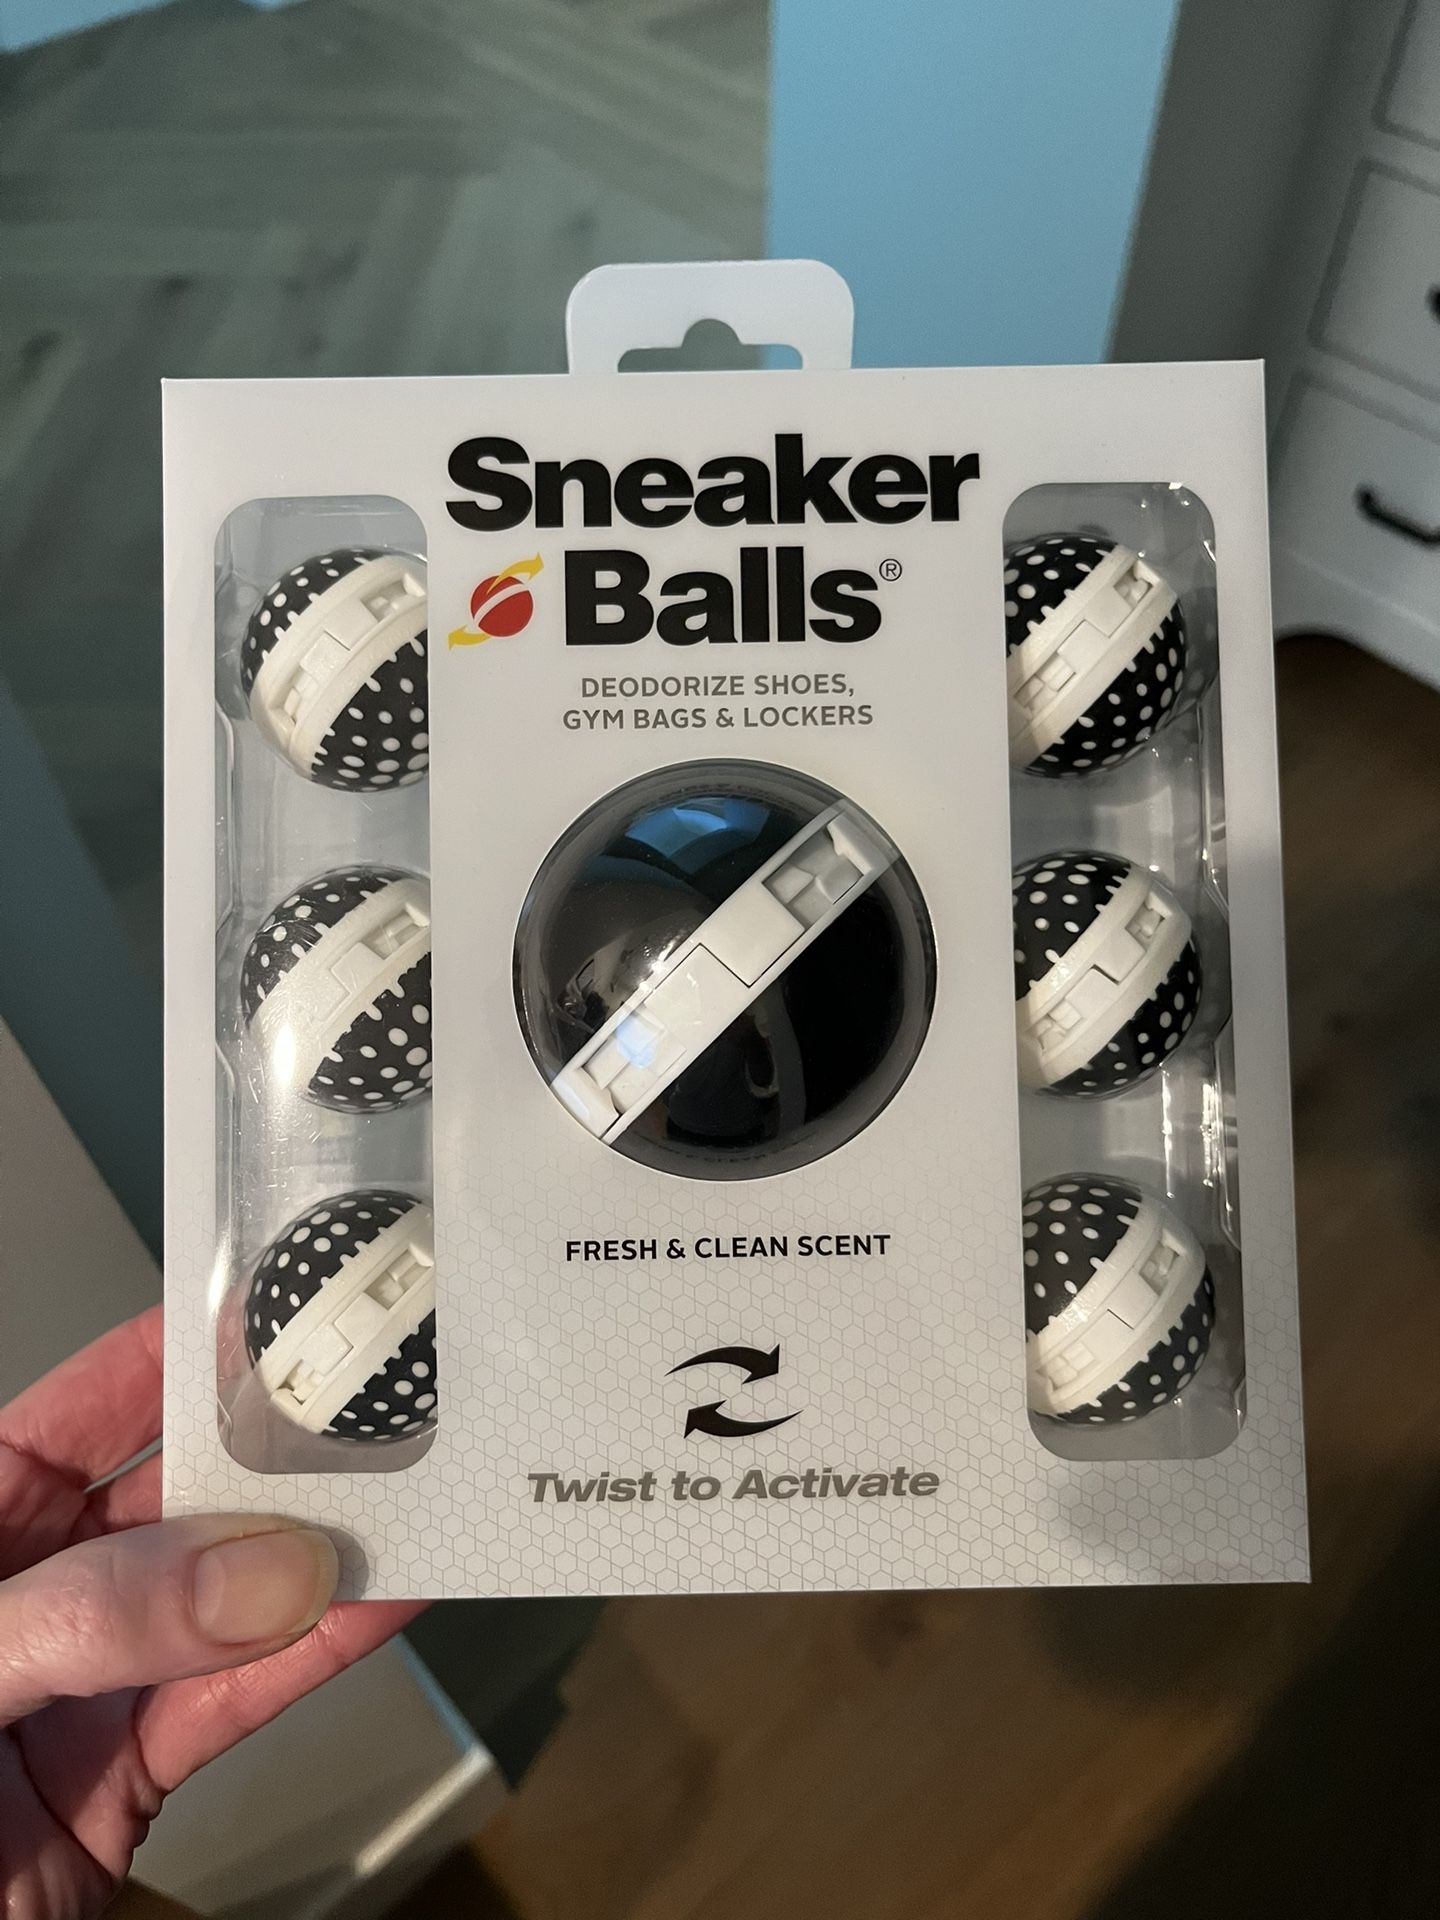 Sneaker
Balls®
DEODORIZE SHOES,
GYM BAGS & LOCKERS
FRESH & CLEAN SCENT
Twist to Activate